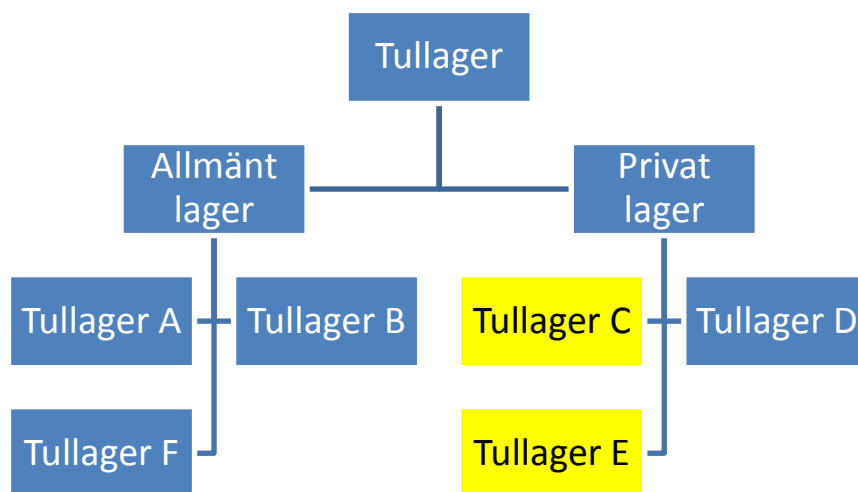 Tullager
Allmänt
lager
Privat
lager
Tullager A
Tullager B
Tullager C
Tullager D
Tullager F
Tullager E